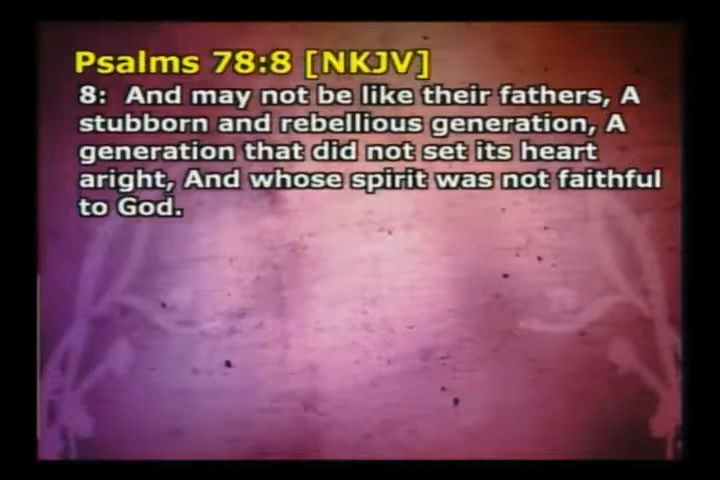 Psalms 78:8 [NKJV]
8:  And may not be like their fathers, A
stubborn and rebellious generation, A
generation that did not set its heart
aright, And whose spirit was not faithful
to God.